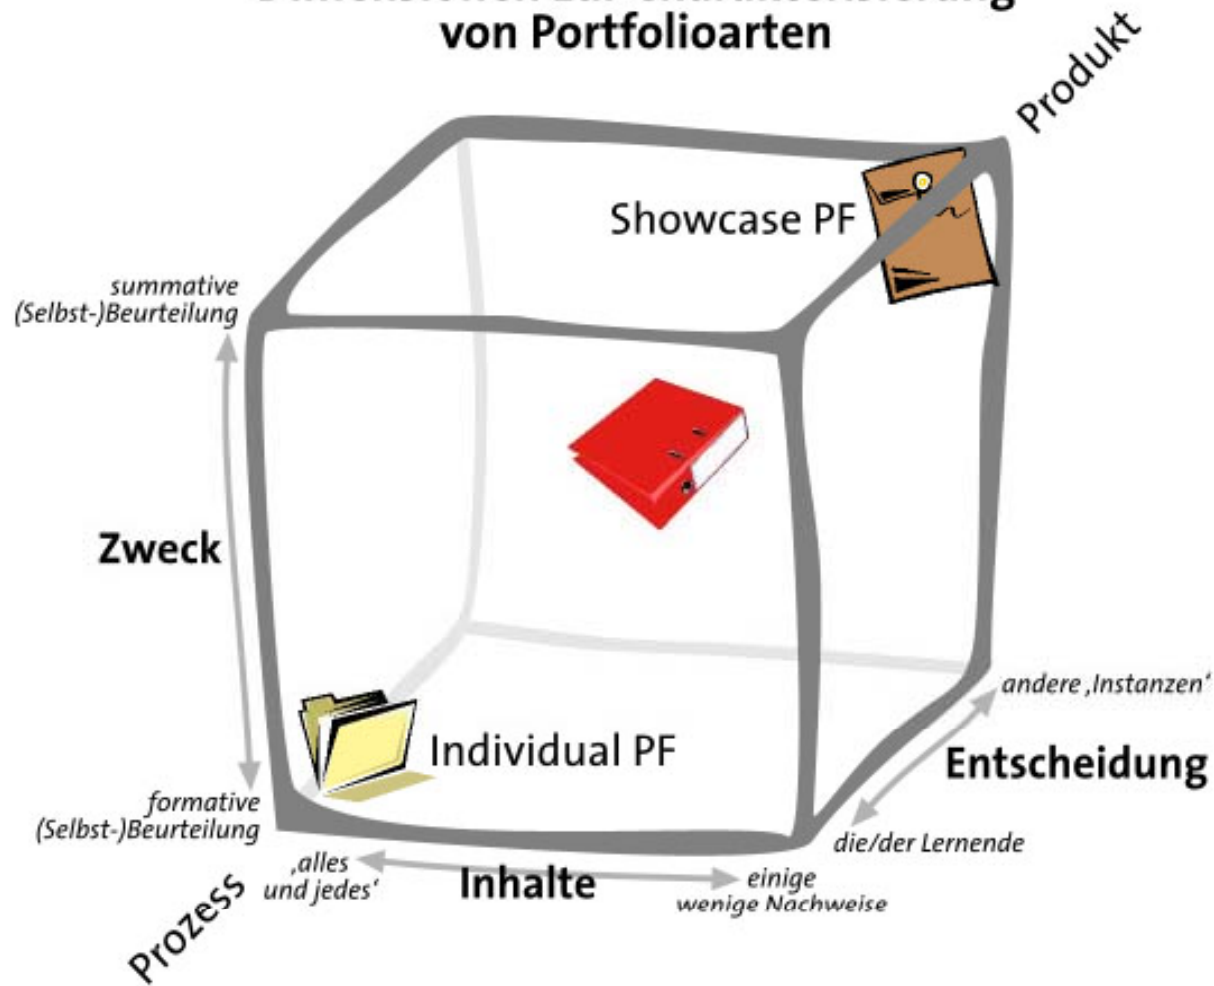 von Portfolioarten
Produkt
Showcase PF
summative
(Selbst-)Beurteilung
Zweck
Individual PF
andere ‚Instanzen‘
Entscheidung
formative
(Selbst-)Beurteilung
die/der Lernende
‚alles
und jedes‘
Inhalte
einige
wenige Nachweise
Prozess